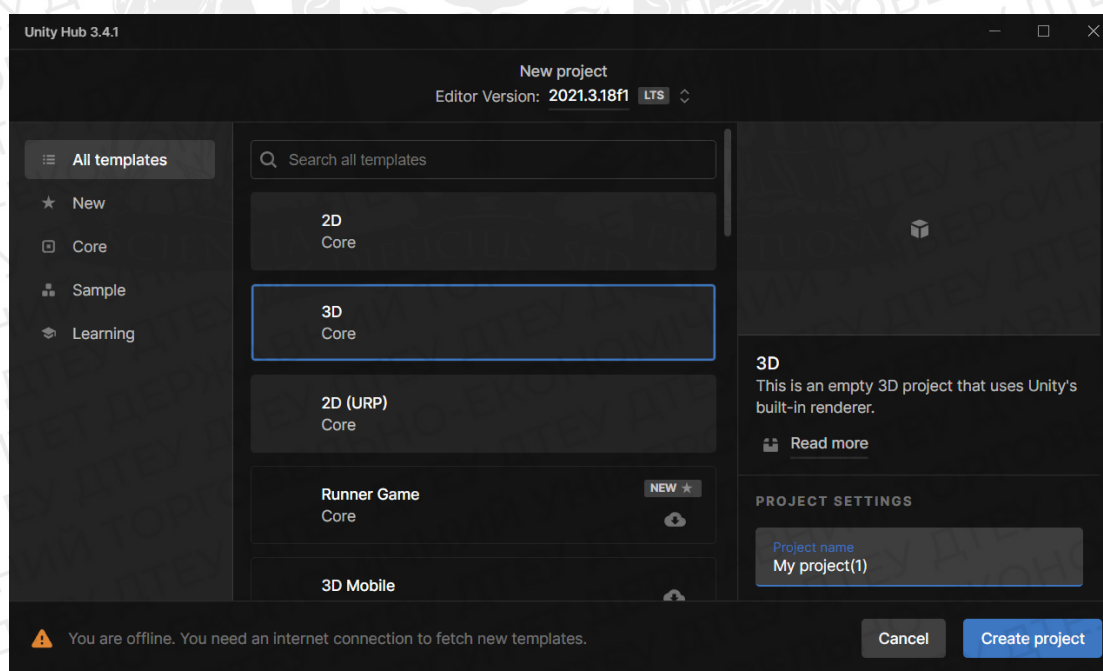 Unity Hub 3.4.1
New project
Editor Version: 2021.3.18f1 LTS
All templates
New
Core
Sample
Learning
Search all templates
2D
Core
3D
Core
2D (URP)
Core
Runner Game
NEW
Core
3D Mobile
3D
This is an empty 3D project that uses Unity's
built-in renderer.
Read more
PROJECT SETTINGS
Project name
My project(1)
You are offline. You need an internet connection to fetch new templates.
Cancel
Create project